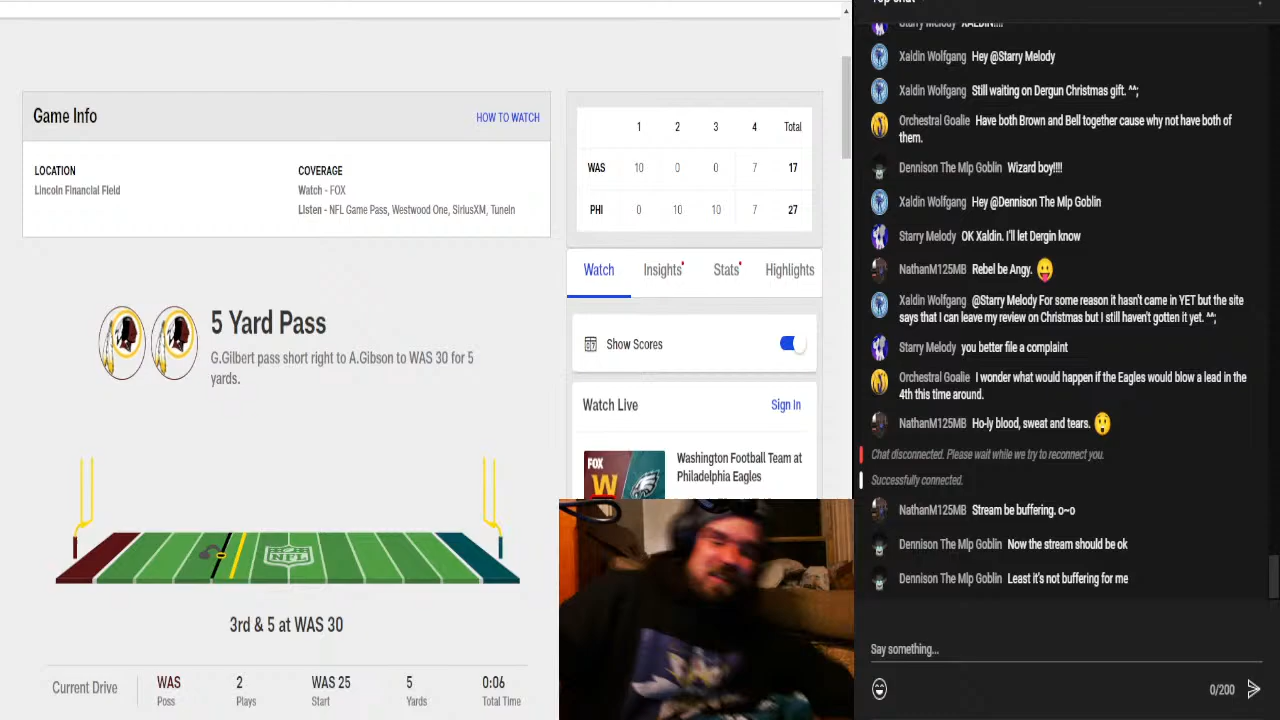 Game Info
HOW TO WATCH
LOCATION
Lincoln Financial Field
COVERAGE
Watch - FOX
Listen - NFL Game Pass, Westwood One, SiriusXM, TuneIn
1 2 3 4 Total
WAS 10 0 0 7 17
PHI 0 10 10 7 27
Watch Insights Stats Highlights
Show Scores
Watch Live
Sign In
FOX
W
Washington Football Team at
Philadelphia Eagles
5 Yard Pass
G.Gilbert pass short right to A.Gibson to WAS 30 for 5
yards.
NFL
3rd & 5 at WAS 30
Current Drive
WAS 2 WAS 25 5 0:06
Poss Plays Start Yards Total Time
Xaldin Wolfgang Hey @Starry Melody
Xaldin Wolfgang Still waiting on Dergun Christmas gift. ^^;
Orchestral Goalie Have both Brown and Bell together cause why not have both of
them.
Dennison The Mlp Goblin Wizard boy!!!!
Xaldin Wolfgang Hey @Dennison The Mlp Goblin
Starry Melody OK Xaldin. I'll let Dergin know
NathanM125MB Rebel be Angy. 😛
Xaldin Wolfgang @Starry Melody For some reason it hasn't came in YET but the site
says that I can leave my review on Christmas but I still haven't gotten it yet. ^^;
Starry Melody you better file a complaint
Orchestral Goalie I wonder what would happen if the Eagles would blow a lead in the
4th this time around.
NathanM125MB Ho-ly blood, sweat and tears. 😲
Chat disconnected. Please wait while we try to reconnect you.
Successfully connected.
NathanM125MB Stream be buffering. o~o
Dennison The Mlp Goblin Now the stream should be ok
Dennison The Mlp Goblin Least it's not buffering for me
Say something...
0/200